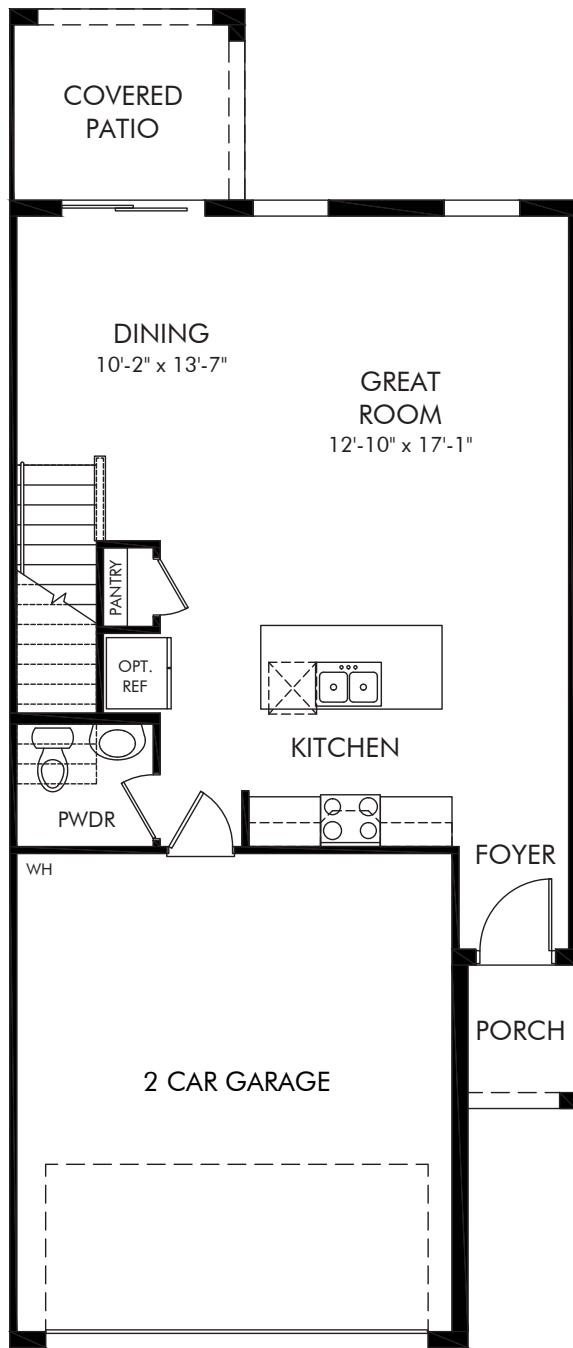 COVERED
PATIO
DINING
10'-2" x 13'-7"
GREAT
ROOM
12'-10" x 17'-1"
PANTRY
OPT.
REF
KITCHEN
PWDR
FOYER
WH
PORCH
2 CAR GARAGE